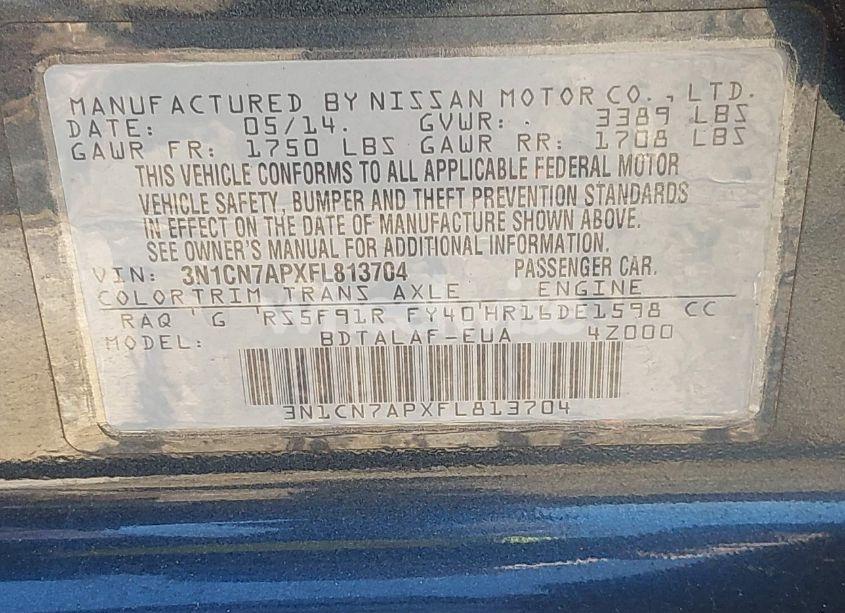 MANUFACTURED BY NISSAN MOTOR CO., LTD.
DATE: 05/14. GVWR: 3389 LBS
GAWR FR: 1750 LBS GAWR RR: 1708 LBS
THIS VEHICLE CONFORMS TO ALL APPLICABLE FEDERAL MOTOR
VEHICLE SAFETY, BUMPER AND THEFT PREVENTION STANDARDS
IN EFFECT ON THE DATE OF MANUFACTURE SHOWN ABOVE.
SEE OWNER'S MANUAL FOR ADDITIONAL INFORMATION.
VIN: 3N1CN7APXFL813704 PASSENGER CAR.
COLORTRIM TRANS AXLE ENGINE
RAQ G RS5F91R FY40 HR16DE1598 CC
MODEL: BDTALAF-EUA 4Z000
3N1CN7APXFL813704